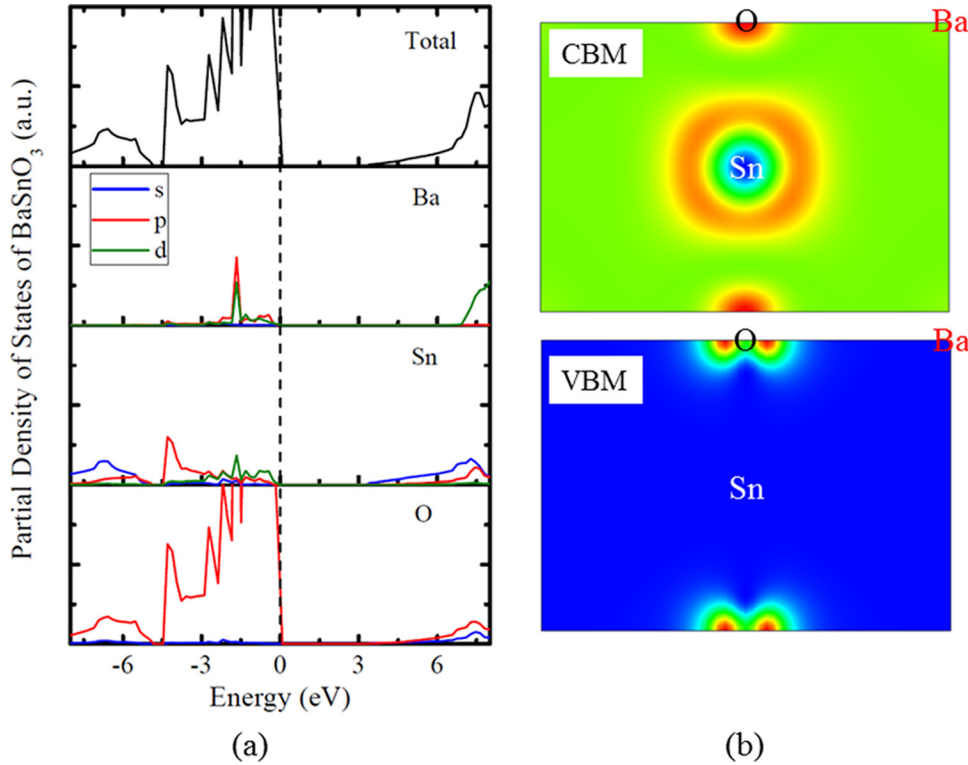 Partial Density of States of BaSnO3 (a.u.)
Total
Ba
s
p
d
Sn
O
-6 -3 0 3 6
Energy (eV)
(a)
O
Ba
CBM
Sn
O
Ba
VBM
Sn
(b)